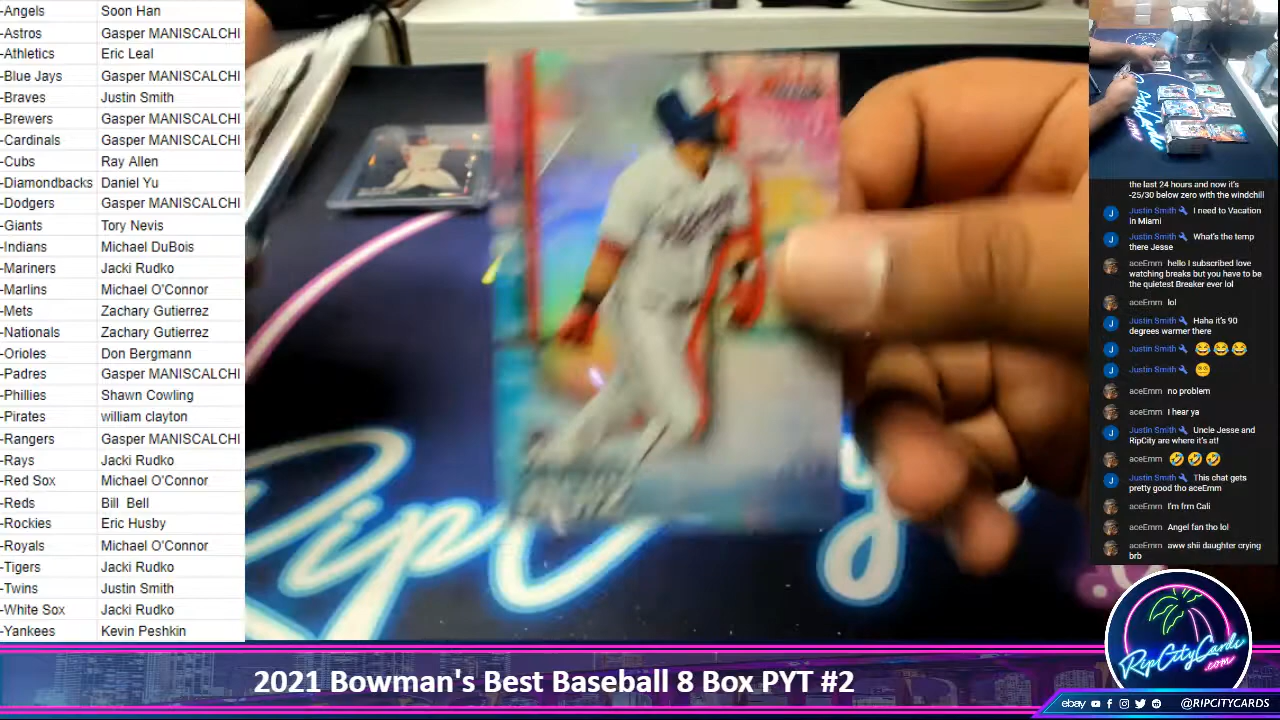 -Angels Soon Han
-Astros Gasper MANISCALCHI
-Athletics Eric Leal
-Blue Jays Gasper MANISCALCHI
-Braves Justin Smith
-Brewers Gasper MANISCALCHI
-Cardinals Gasper MANISCALCHI
-Cubs Ray Allen
-Diamondbacks Daniel Yu
-Dodgers Gasper MANISCALCHI
-Giants Tory Nevis
-Indians Michael DuBois
-Mariners Jacki Rudko
-Marlins Michael O'Connor
-Mets Zachary Gutierrez
-Nationals Zachary Gutierrez
-Orioles Don Bergmann
-Padres Gasper MANISCALCHI
-Phillies Shawn Cowling
-Pirates william clayton
-Rangers Gasper MANISCALCHI
-Rays Jacki Rudko
-Red Sox Michael O'Connor
-Reds Bill Bell
-Rockies Eric Husby
-Royals Michael O'Connor
-Tigers Jacki Rudko
-Twins Justin Smith
-White Sox Jacki Rudko
-Yankees Kevin Peshkin
the last 24 hours and now it's
-25/30 below zero with the windchill
J Justin Smith I need to Vacation
in Miami
J Justin Smith What's the temp
there Jesse
aceEmm hello I subscribed love
watching breaks but you have to be
the quietest Breaker ever lol
aceEmm lol
J Justin Smith Haha it's 90
degrees warmer there
J Justin Smith 😂😂😂
J Justin Smith
aceEmm no problem
aceEmm I hear ya
J Justin Smith Uncle Jesse and
RipCity are where it's at!
aceEmm 🤣🤣🤣
J Justin Smith This chat gets
pretty good tho aceEmm
aceEmm I'm frm Cali
aceEmm Angel fan tho lol
aceEmm aww shii daughter crying
brb
RipCityCards
.com
2021 Bowman's Best Baseball 8 Box PYT #2
ebay @RIPCITYCARDS